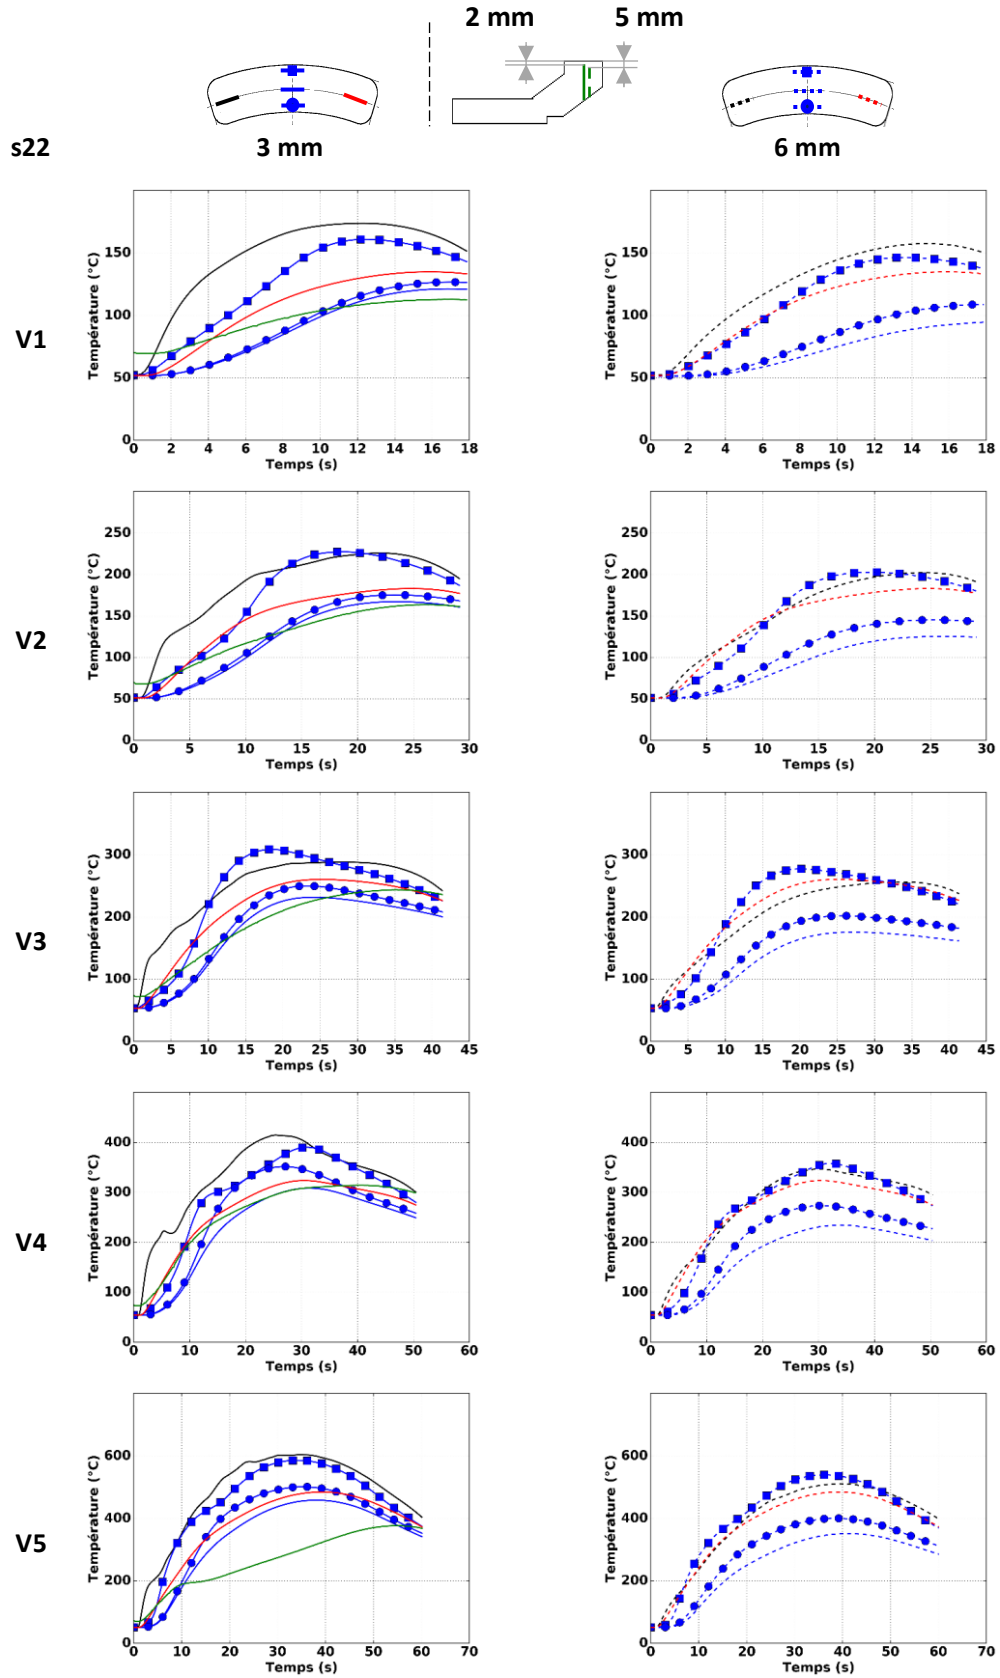 2 mm 5 mm
s22 3 mm 6 mm
V1
Température (°C)
150
100
50
0
0 2 4 6 8 10 12 14 16 18
Temps (s)
Température (°C)
150
100
50
0
0 2 4 6 8 10 12 14 16 18
Temps (s)
V2
Température (°C)
250
200
150
100
50
0
0 5 10 15 20 25 30
Temps (s)
Température (°C)
250
200
150
100
50
0
0 5 10 15 20 25 30
Temps (s)
V3
Température (°C)
300
200
100
0
0 5 10 15 20 25 30 35 40 45
Temps (s)
Température (°C)
300
200
100
0
0 5 10 15 20 25 30 35 40 45
Temps (s)
V4
Température (°C)
400
300
200
100
0
0 10 20 30 40 50 60
Temps (s)
Température (°C)
400
300
200
100
0
0 10 20 30 40 50 60
Temps (s)
V5
Température (°C)
600
400
200
0
0 10 20 30 40 50 60 70
Temps (s)
Température (°C)
600
400
200
0
0 10 20 30 40 50 60 70
Temps (s)